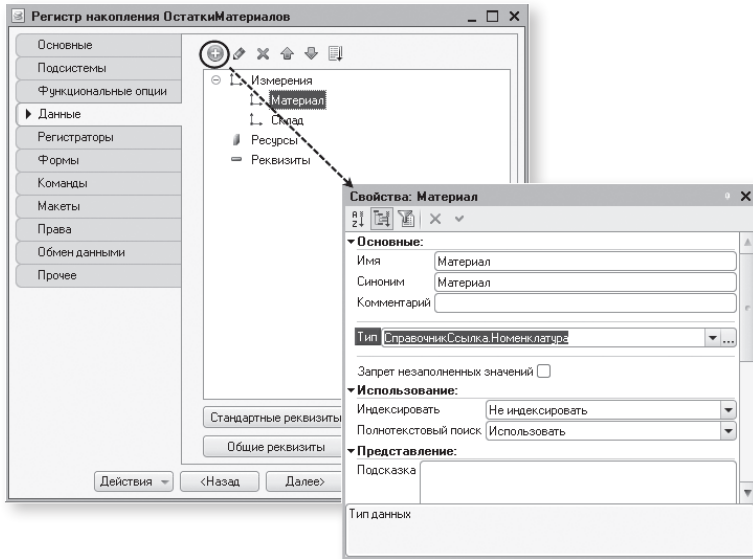 Регистр накопления ОстаткиМатериалов
Основные
Подсистемы
Функциональные опции
Данные
Регистраторы
Формы
Команды
Макеты
Права
Обмен данными
Прочее
Измерения
Материал
Склад
Ресурсы
Реквизиты
Стандартные реквизиты
Общие реквизиты
Действия
<Назад
Далее>
Свойства: Материал
Основные:
Имя Материал
Синоним Материал
Комментарий
Тип СправочникСсылка.Номенклатура
Запрет незаполненных значений
Использование:
Индексировать Не индексировать
Полнотекстовый поиск Использовать
Представление:
Подсказка
Тип данных